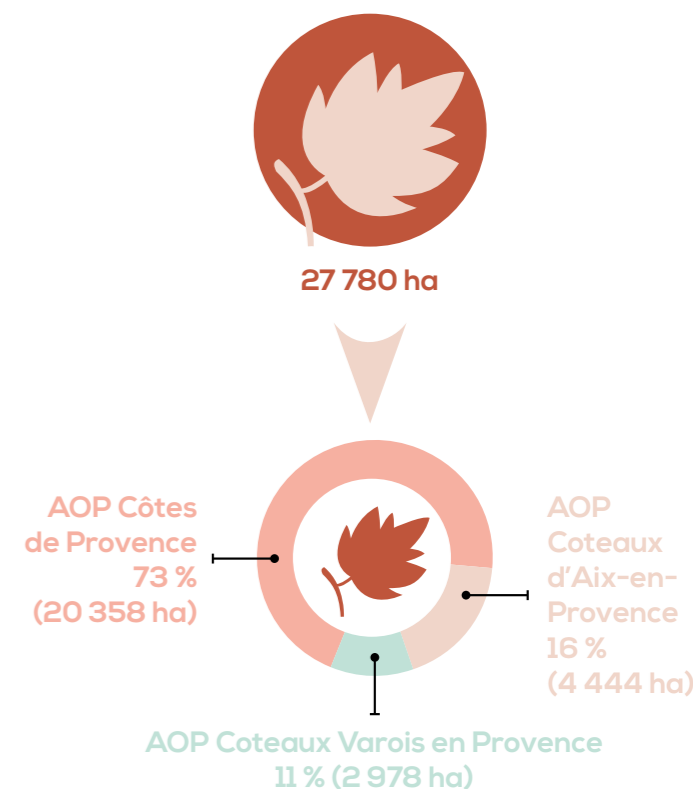 27 780 ha
AOP Côtes
de Provence
73 %
(20 358 ha)
AOP
Coteaux
d'Aix-en-
Provence
16 %
(4 444 ha)
AOP Coteaux Varois en Provence
11 % (2 978 ha)